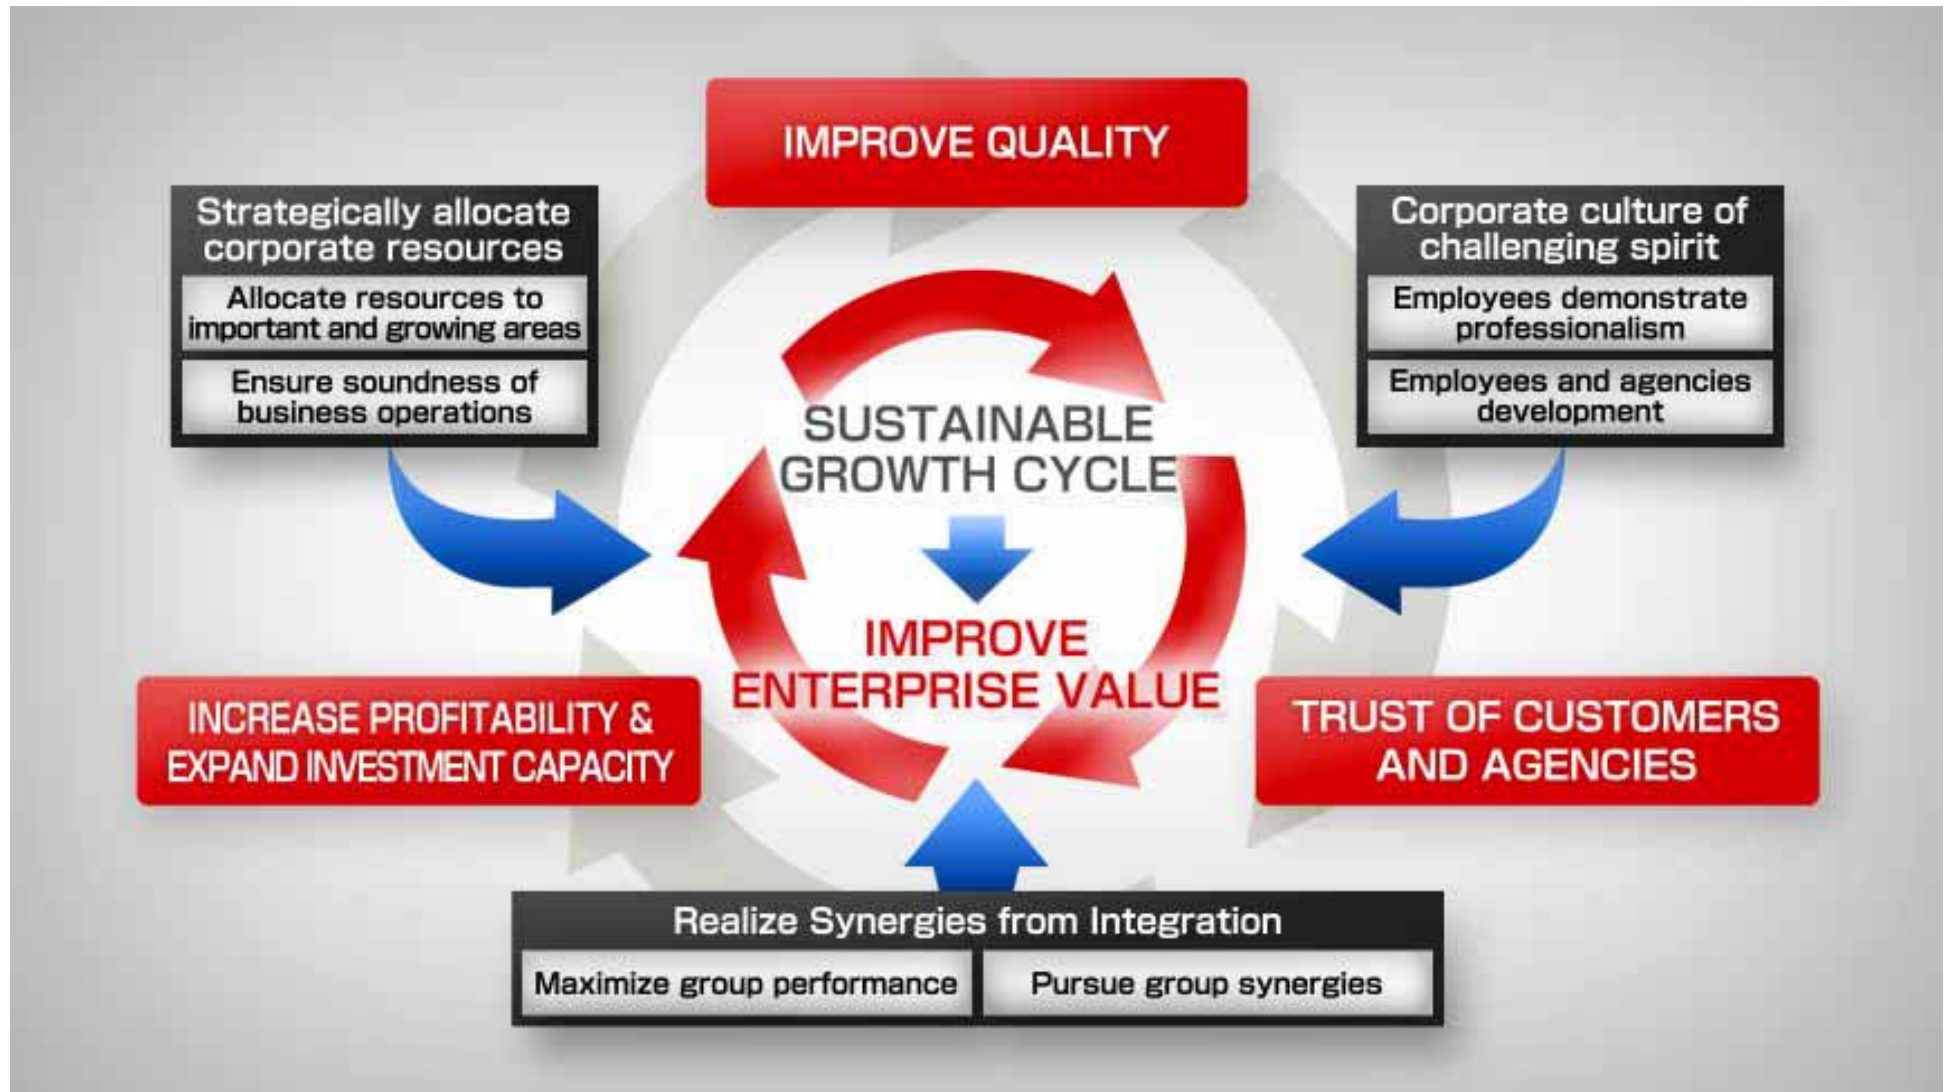 IMPROVE QUALITY
Strategically allocate
corporate resources
Allocate resources to
important and growing areas
Ensure soundness of
business operations
Corporate culture of
challenging spirit
Employees demonstrate
professionalism
Employees and agencies
development
SUSTAINABLE
GROWTH CYCLE
IMPROVE
ENTERPRISE VALUE
INCREASE PROFITABILITY &
EXPAND INVESTMENT CAPACITY
TRUST OF CUSTOMERS
AND AGENCIES
Realize Synergies from Integration
Maximize group performance
Pursue group synergies